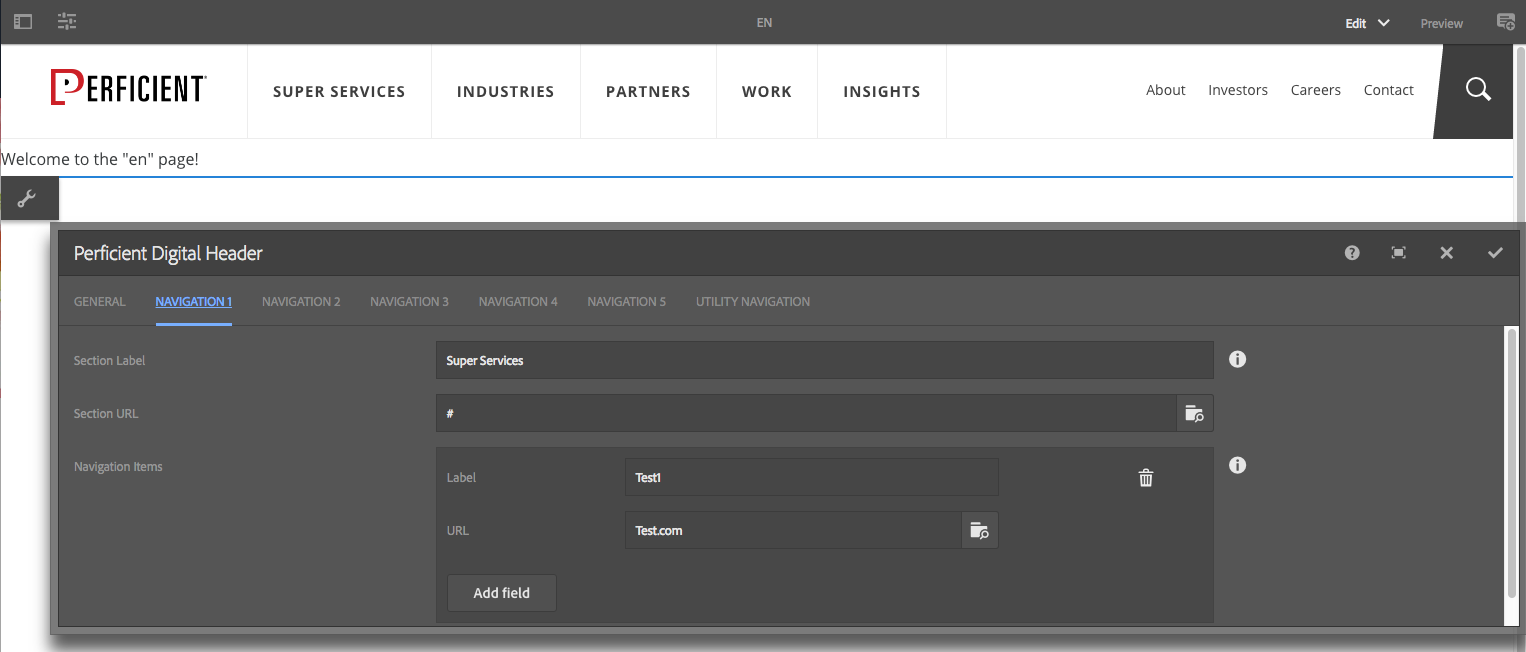 EN
Edit
Preview
PERFICIENT
SUPER SERVICES
INDUSTRIES
PARTNERS
WORK
INSIGHTS
About
Investors
Careers
Contact
Welcome to the "en" page!
Perficient Digital Header
GENERAL
NAVIGATION 1
NAVIGATION 2
NAVIGATION 3
NAVIGATION 4
NAVIGATION 5
UTILITY NAVIGATION
Section Label
Super Services
Section URL
#
Navigation Items
Label
Test1
URL
Test.com
Add field